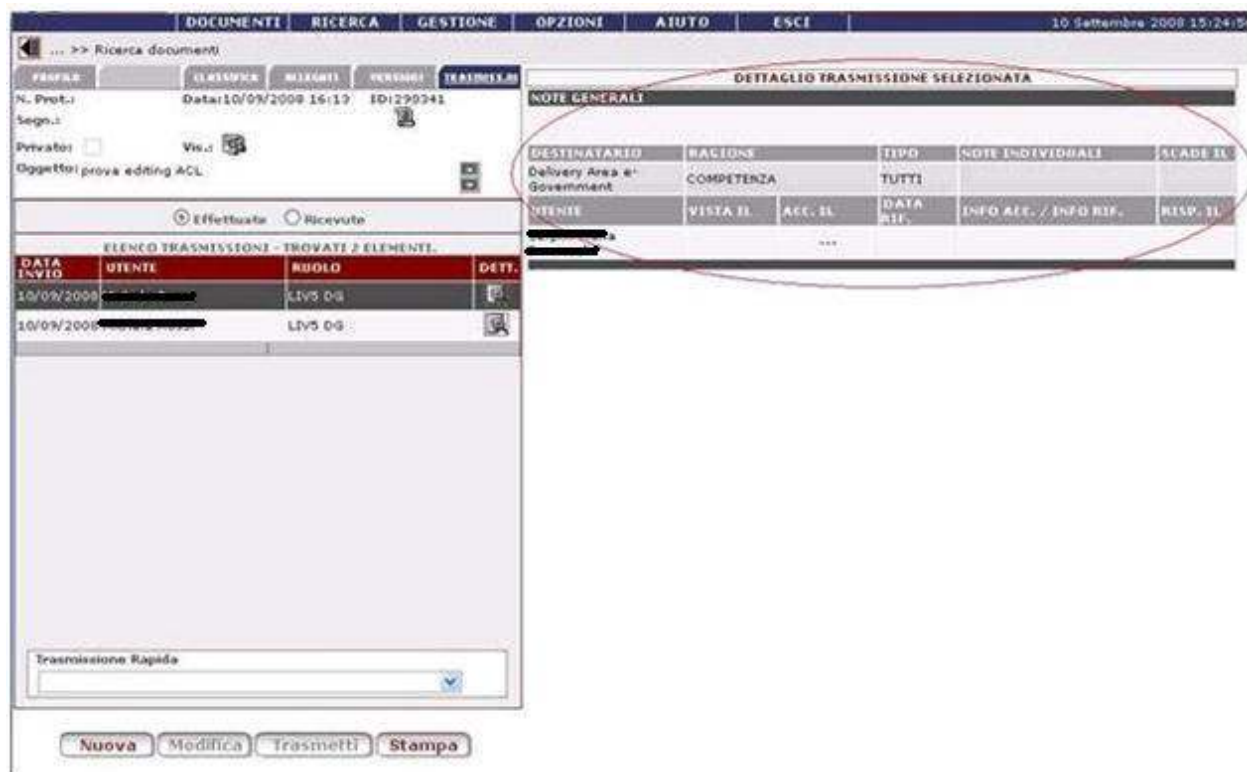 DOCUMENTI RICERCA GESTIONE OPZIONI AIUTO ESCI 10 Settembre 2008 15:24:5
... >> Ricerca documenti
PROFILO CLASSIFICA ALLEGATI VERSIONI TRASMISS.NI
N. Prot.: Data:10/09/2008 16:13 ID:290341
Segn.:
Privato: Vis.:
Oggetto: prova editing ACL
Effettuate Ricevute
ELENCO TRASMISSIONI - TROVATI 2 ELEMENTI.
DATA INVIO UTENTE RUOLO DETT.
10/09/2008 LIV5 DG
10/09/2008 LIV5 DG
1
Trasmissione Rapida
Nuova Modifica Trasmetti Stampa
DETTAGLIO TRASMISSIONE SELEZIONATA
NOTE GENERALI
DESTINATARIO RAGIONE TIPO NOTE INDIVIDUALI SCADE IL
Delivery Area e-
Government COMPETENZA TUTTI
UTENTE VISTA IL ACC. IL DATA RIF. INFO ACC. / INFO RIF. RISP. IL
...